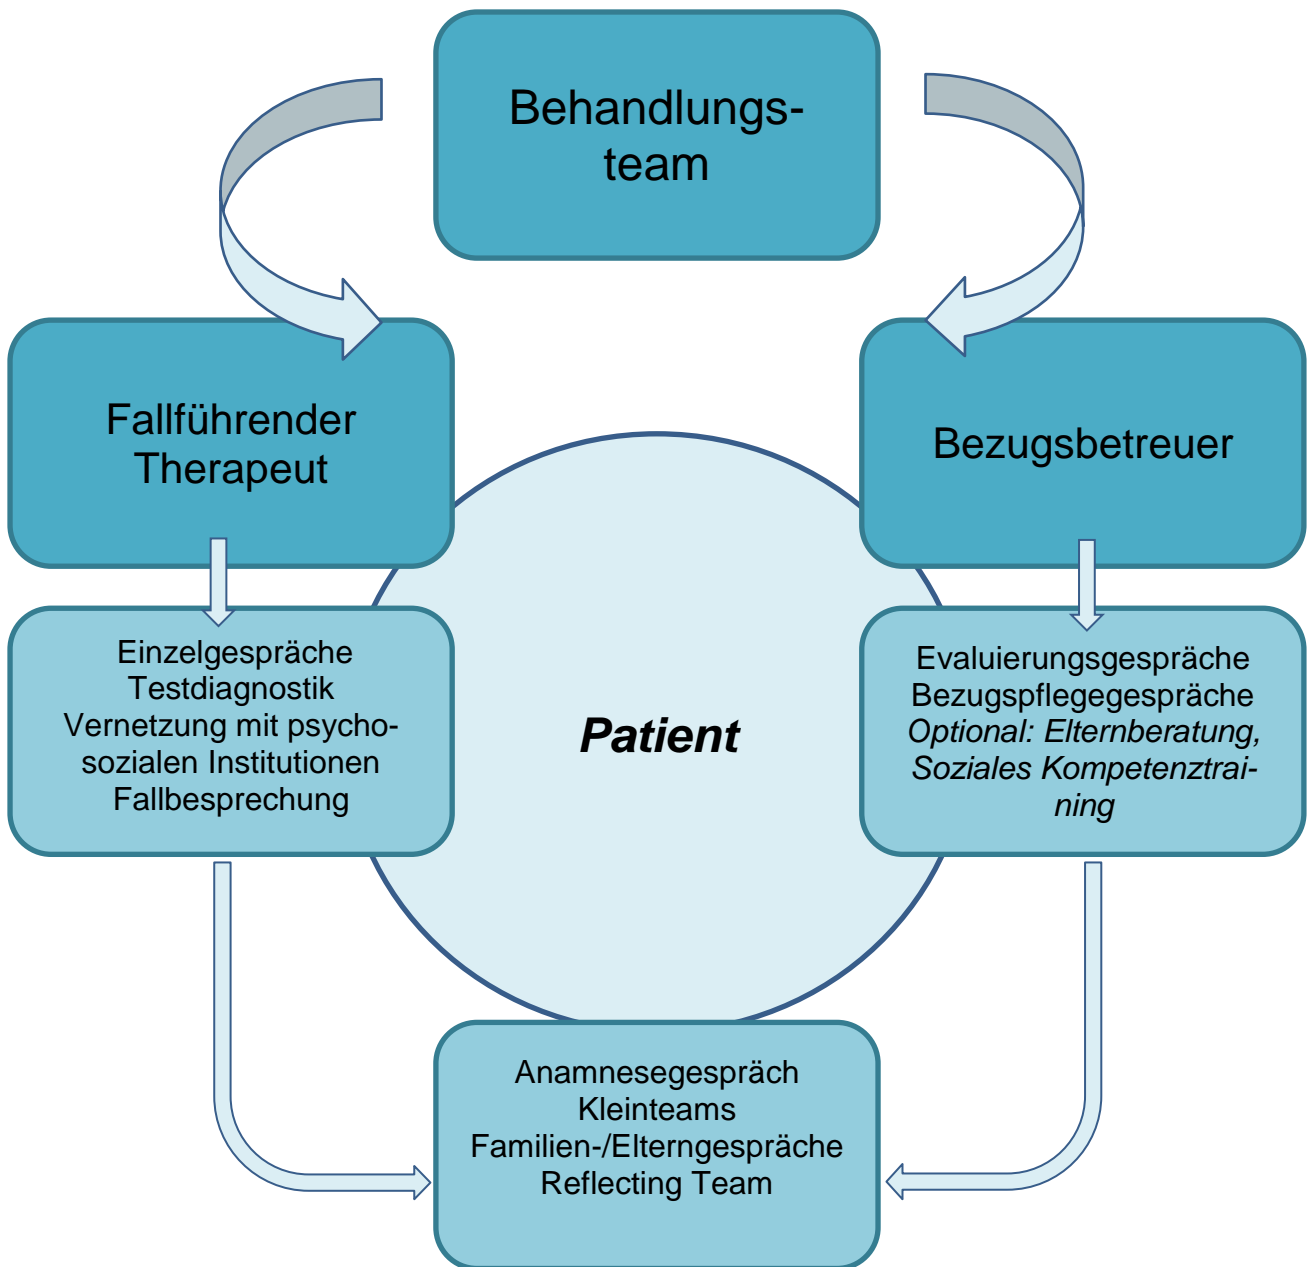 Behandlungs-
team
Fallführender
Therapeut
Bezugsbetreuer
Einzelgespräche
Testdiagnostik
Vernetzung mit psycho-
sozialen Institutionen
Fallbesprechung
Patient
Evaluierungsgespräche
Bezugspflegegespräche
Optional: Elternberatung,
Soziales Kompetenztrai-
ning
Anamnesegespräch
Kleinteams
Familien-/Elterngespräche
Reflecting Team